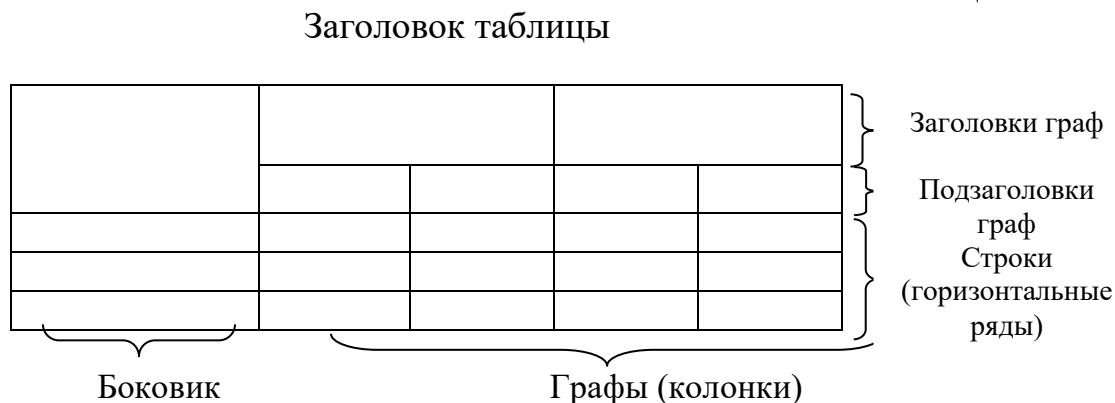 Заголовок таблицы
Заголовки граф
Подзаголовки
граф
Строки
(горизонтальные
ряды)
Боковик
Графы (колонки)